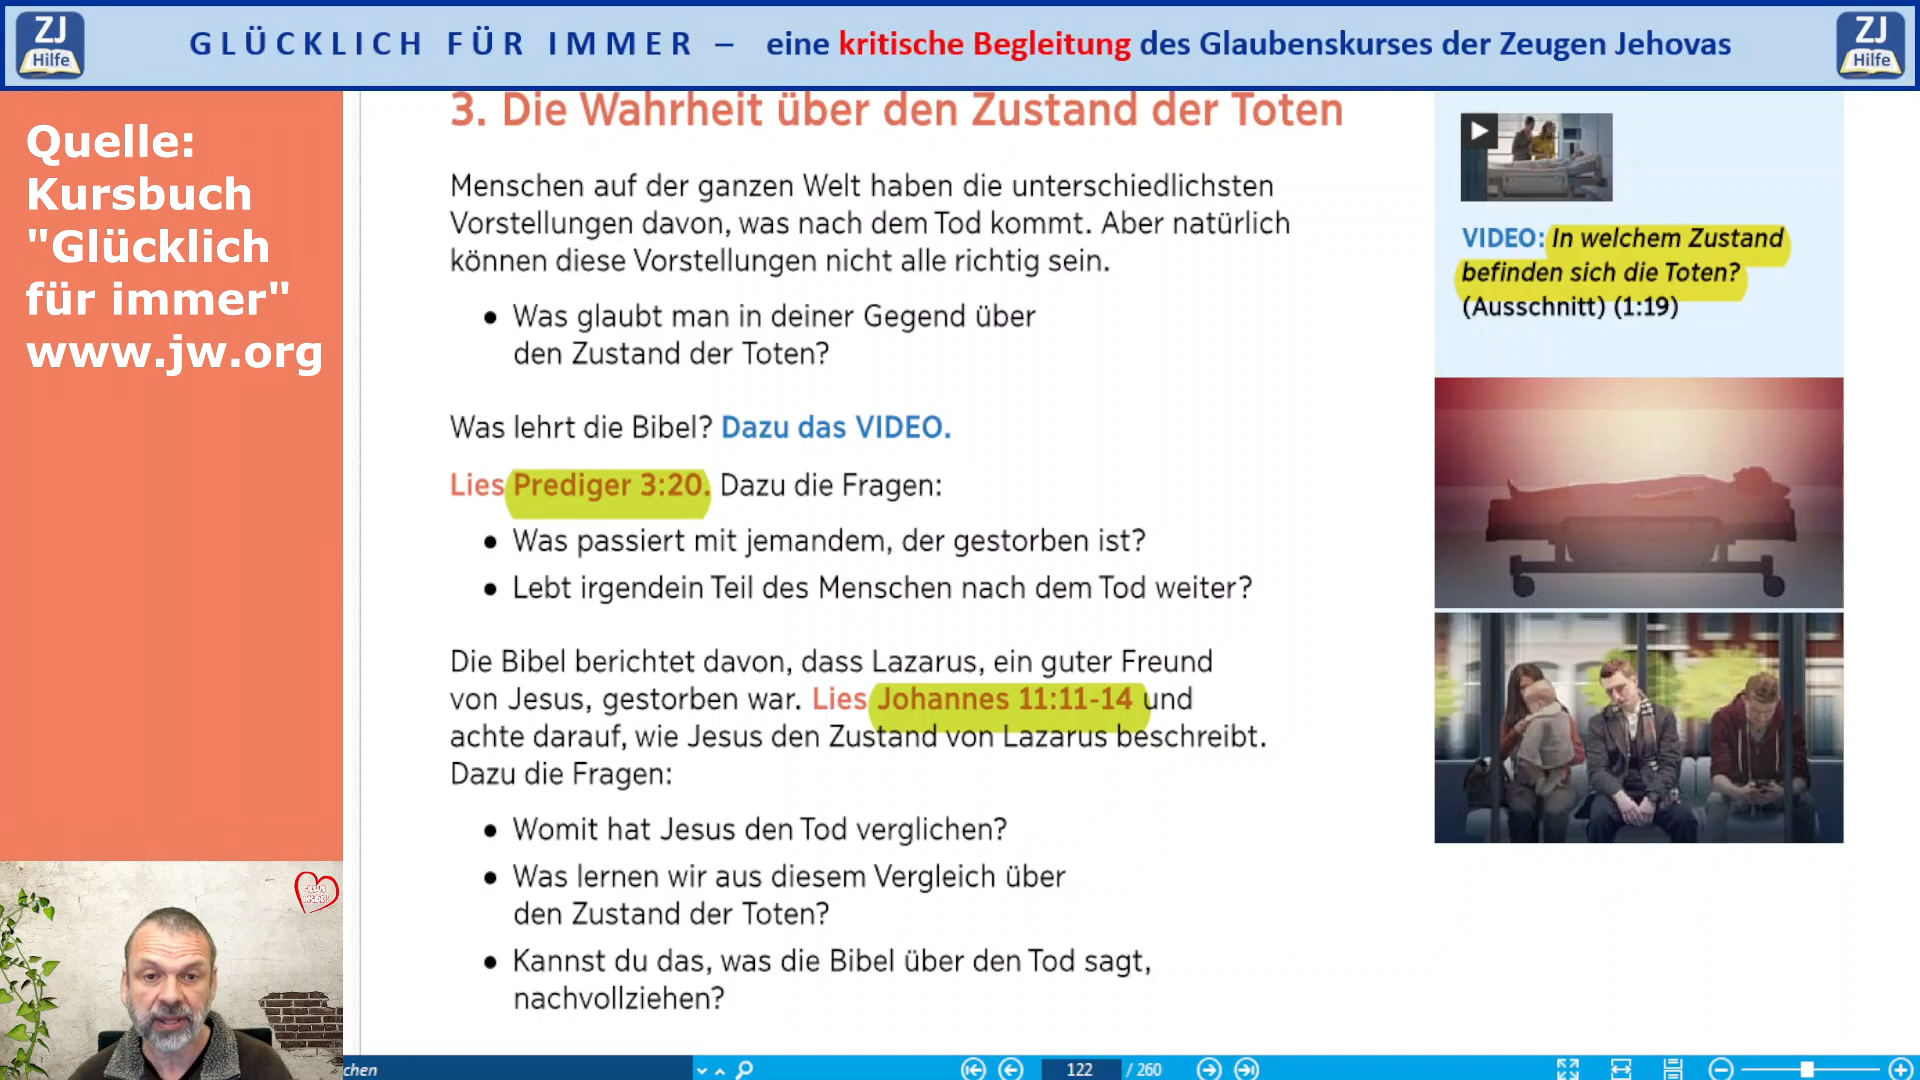 ZJ
Hilfe
GLÜCKLICH FÜR IMMER – eine kritische Begleitung des Glaubenskurses der Zeugen Jehovas
ZJ
Hilfe
Quelle:
Kursbuch
"Glücklich
für immer"
www.jw.org
3. Die Wahrheit über den Zustand der Toten
Menschen auf der ganzen Welt haben die unterschiedlichsten
Vorstellungen davon, was nach dem Tod kommt. Aber natürlich
können diese Vorstellungen nicht alle richtig sein.
• Was glaubt man in deiner Gegend über
den Zustand der Toten?
Was lehrt die Bibel? Dazu das VIDEO.
Lies Prediger 3:20. Dazu die Fragen:
• Was passiert mit jemandem, der gestorben ist?
• Lebt irgendein Teil des Menschen nach dem Tod weiter?
Die Bibel berichtet davon, dass Lazarus, ein guter Freund
von Jesus, gestorben war. Lies Johannes 11:11-14 und
achte darauf, wie Jesus den Zustand von Lazarus beschreibt.
Dazu die Fragen:
• Womit hat Jesus den Tod verglichen?
• Was lernen wir aus diesem Vergleich über
den Zustand der Toten?
• Kannst du das, was die Bibel über den Tod sagt,
nachvollziehen?
VIDEO: In welchem Zustand
befinden sich die Toten?
(Ausschnitt) (1:19)
chen
122 / 260